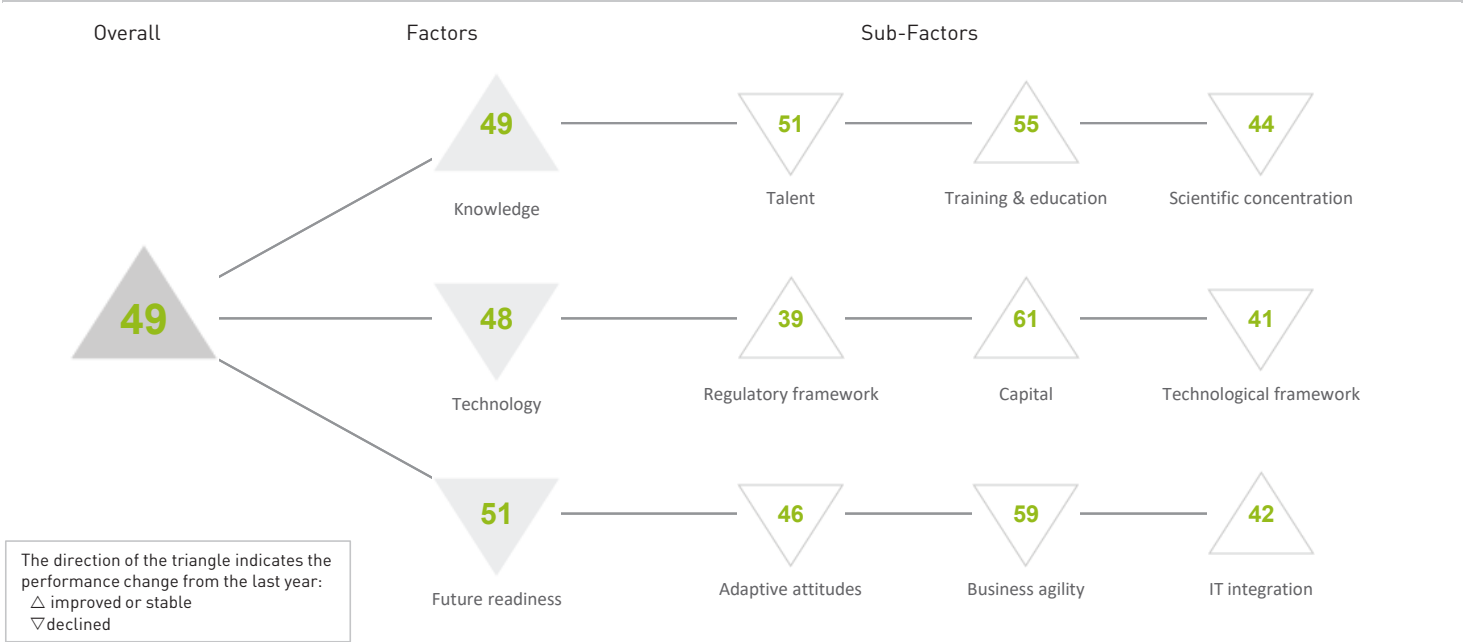 Overall
Factors
Sub-Factors
49
Knowledge
51
Talent
55
Training & education
44
Scientific concentration
49
48
Technology
39
Regulatory framework
61
Capital
41
Technological framework
51
Future readiness
46
Adaptive attitudes
59
Business agility
42
IT integration
The direction of the triangle indicates the
performance change from the last year:
△ improved or stable
▽ declined